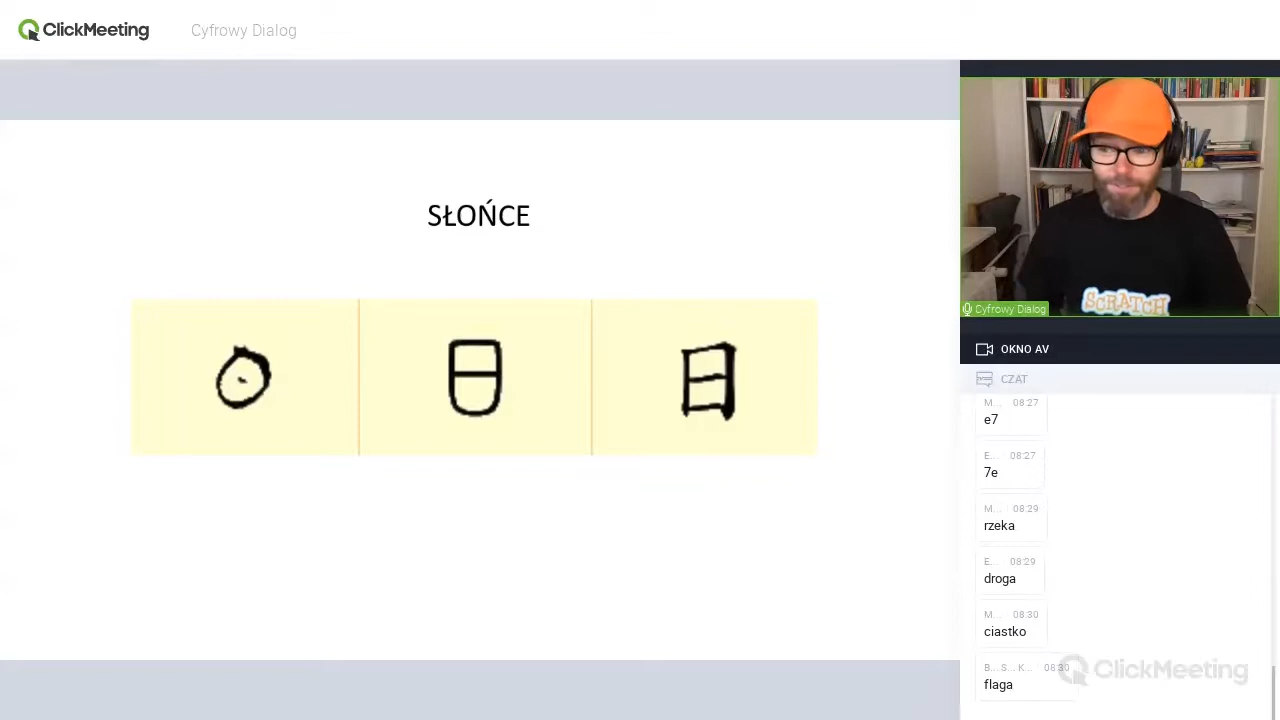 ClickMeeting
Cyfrowy Dialog
SŁOŃCE
日
SCRATCH
Cyfrowy Dialog
OKNO AV
CZAT
M... 08:27
e7
E... 08:27
7e
M... 08:29
rzeka
E... 08:29
droga
M... 08:30
ciastko
B... S... K... 08:30
flaga
ClickMeeting